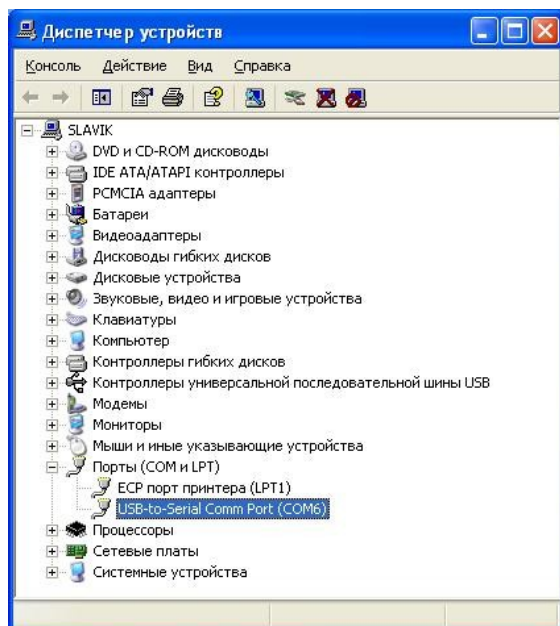 Диспетчер устройств
Консоль Действие Вид Справка
SLAVIK
DVD и CD-ROM дисководы
IDE ATA/ATAPI контроллеры
PCMCIA адаптеры
Батареи
Видеоадаптеры
Дисководы гибких дисков
Дисковые устройства
Звуковые, видео и игровые устройства
Клавиатуры
Компьютер
Контроллеры гибких дисков
Контроллеры универсальной последовательной шины USB
Модемы
Мониторы
Мыши и иные указывающие устройства
Порты (COM и LPT)
ECP порт принтера (LPT1)
USB-to-Serial Comm Port (COM6)
Процессоры
Сетевые платы
Системные устройства